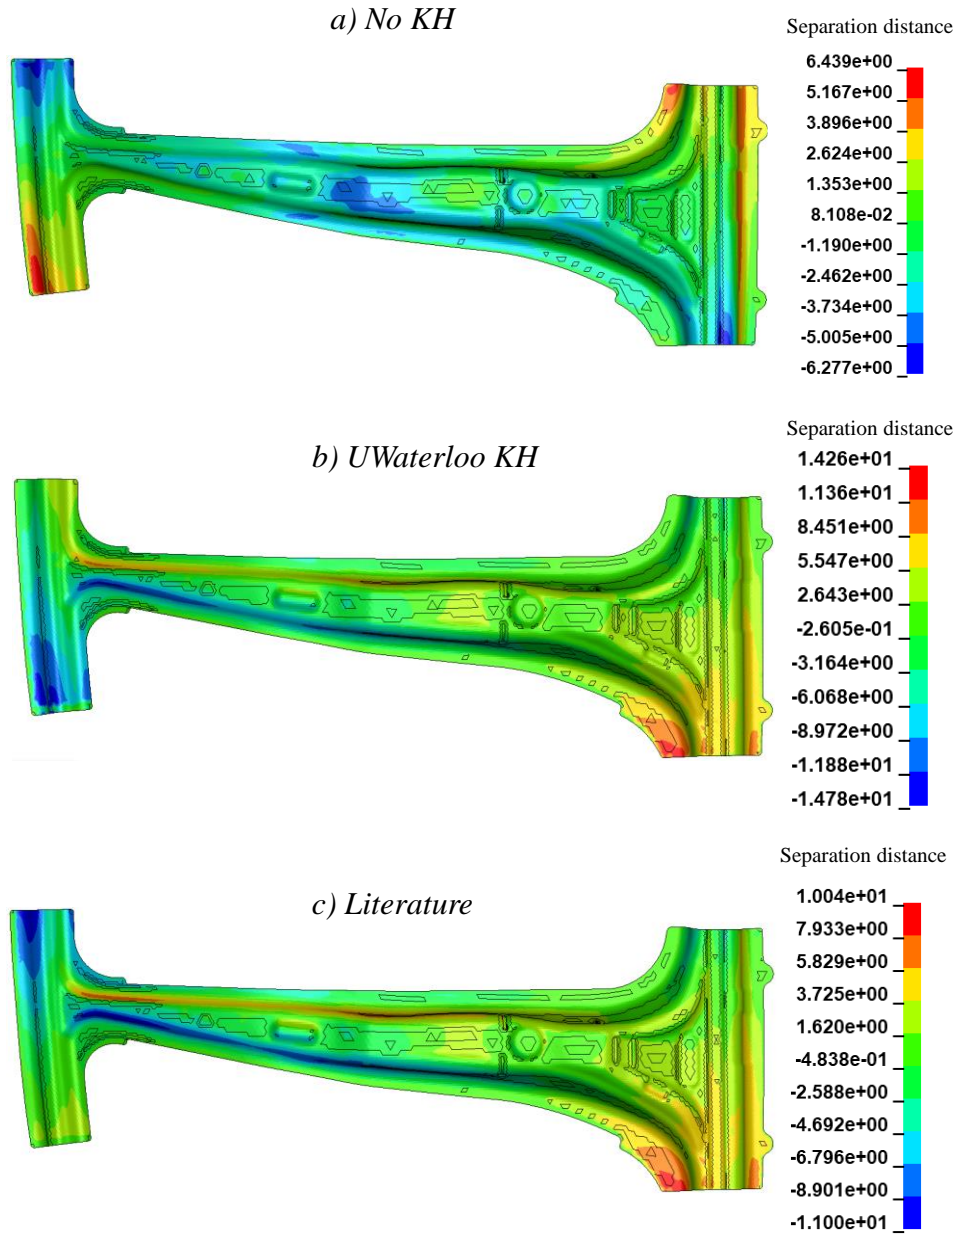 a) No KH
Separation distance
6.439e+00
5.167e+00
3.896e+00
2.624e+00
1.353e+00
8.108e-02
-1.190e+00
-2.462e+00
-3.734e+00
-5.005e+00
-6.277e+00
b) UWaterloo KH
Separation distance
1.426e+01
1.136e+01
8.451e+00
5.547e+00
2.643e+00
-2.605e-01
-3.164e+00
-6.068e+00
-8.972e+00
-1.188e+01
-1.478e+01
c) Literature
Separation distance
1.004e+01
7.933e+00
5.829e+00
3.725e+00
1.620e+00
-4.838e-01
-2.588e+00
-4.692e+00
-6.796e+00
-8.901e+00
-1.100e+01